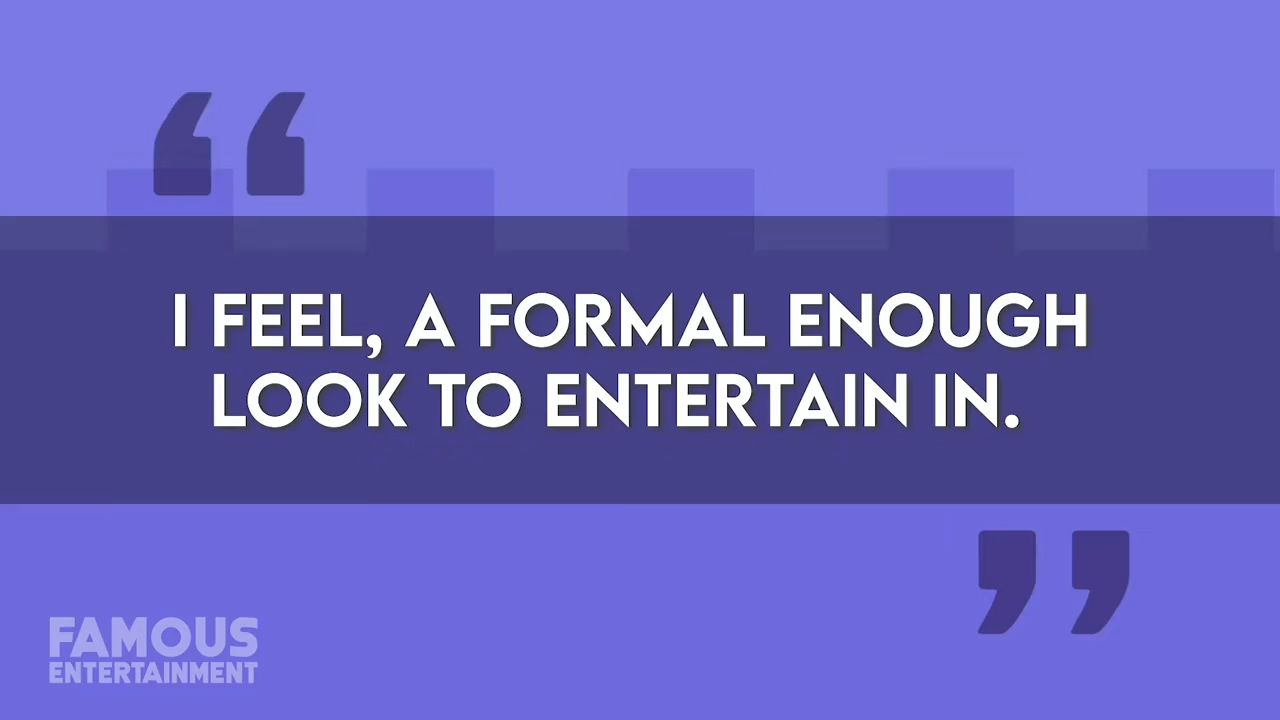 “
I FEEL, A FORMAL ENOUGH
LOOK TO ENTERTAIN IN.
”
FAMOUS
ENTERTAINMENT